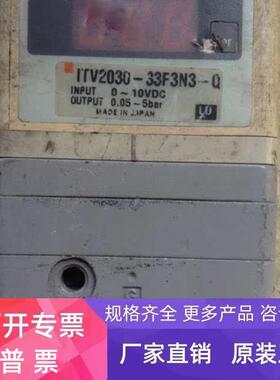 ITV2030-33F3N3-Q
INPUT 0~10VDC
OUTPUT 0.05~5bar
MADE IN JAPAN
开专票
普票
规格齐全 更多产品 咨
厂家直销 原装